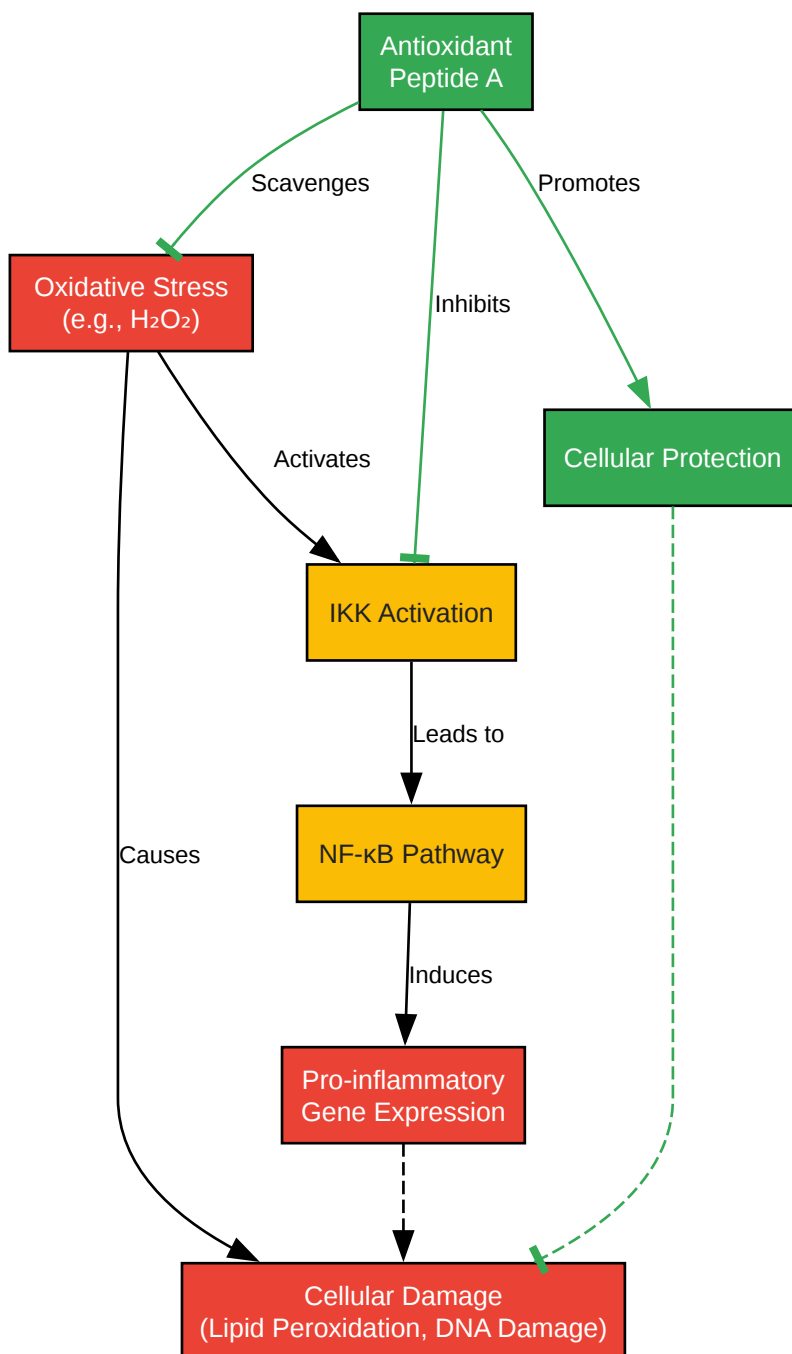 Antioxidant
Peptide A
Scavenges
Promotes
Oxidative Stress
(e.g., H₂O₂)
Inhibits
Activates
Cellular Protection
IKK Activation
Leads to
NF-κB Pathway
Causes
Induces
Pro-inflammatory
Gene Expression
Cellular Damage
(Lipid Peroxidation, DNA Damage)